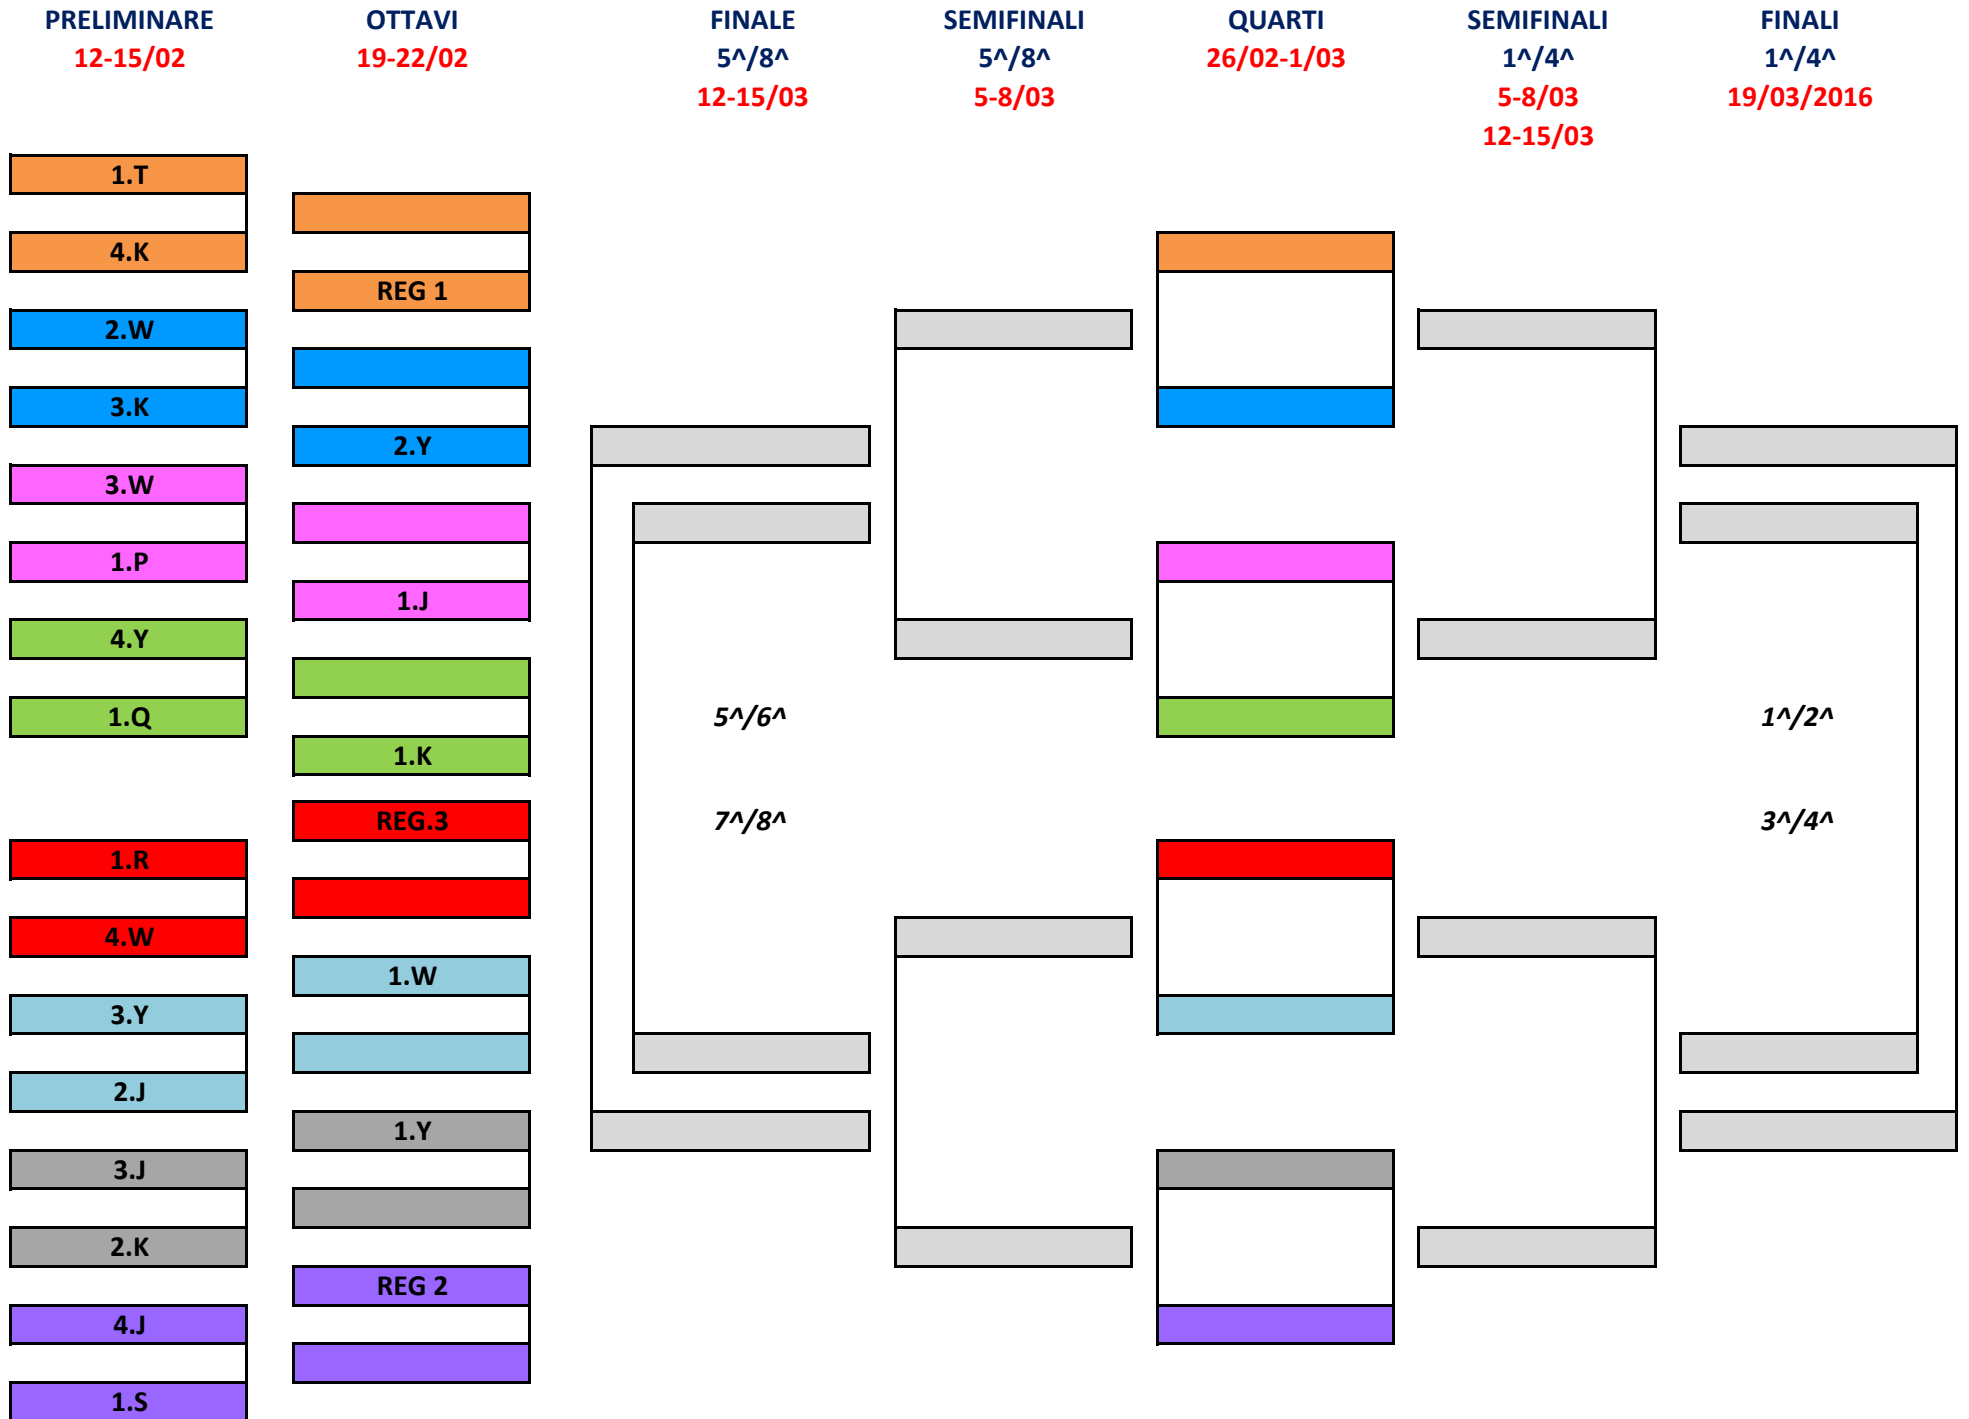 PRELIMINARE
12-15/02
OTTAVI
19-22/02
FINALE
5^/8^
12-15/03
SEMIFINALI
5^/8^
5-8/03
QUARTI
26/02-1/03
SEMIFINALI
1^/4^
5-8/03
12-15/03
FINALI
1^/4^
19/03/2016
1.T
4.K
2.W
3.K
3.W
1.P
4.Y
1.Q
1.R
4.W
3.Y
2.J
3.J
2.K
4.J
1.S
REG 1
2.Y
1.J
1.K
REG.3
1.W
1.Y
REG 2
5^/6^
7^/8^
1^/2^
3^/4^